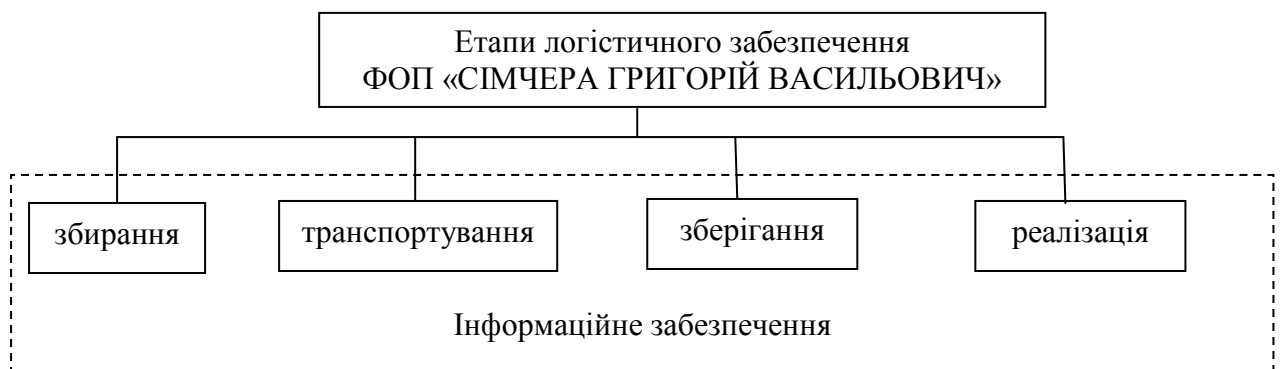 Етапи логістичного забезпечення
ФОП «СІМЧЕРА ГРИГОРІЙ ВАСИЛЬОВИЧ»
збирання
транспортування
зберігання
реалізація
Інформаційне забезпечення